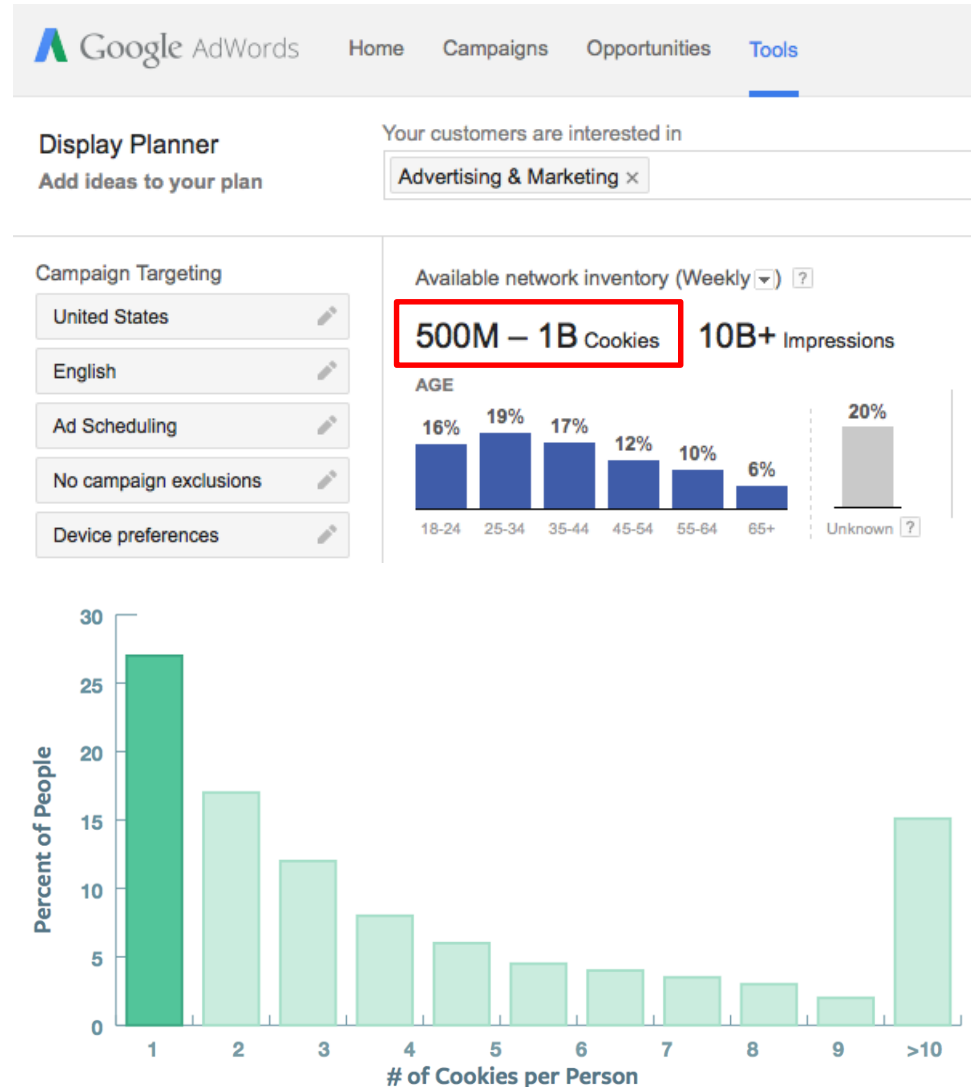 Google AdWords Home Campaigns Opportunities Tools
Display Planner
Add ideas to your plan
Your customers are interested in
Advertising & Marketing ×
Campaign Targeting
United States
English
Ad Scheduling
No campaign exclusions
Device preferences
Available network inventory (Weekly) ?
500M – 1B Cookies 10B+ Impressions
AGE
16% 19% 17% 12% 10% 6% 20%
18-24 25-34 35-44 45-54 55-64 65+ Unknown ?
Percent of People
30
25
20
15
10
5
0
1 2 3 4 5 6 7 8 9 >10
# of Cookies per Person